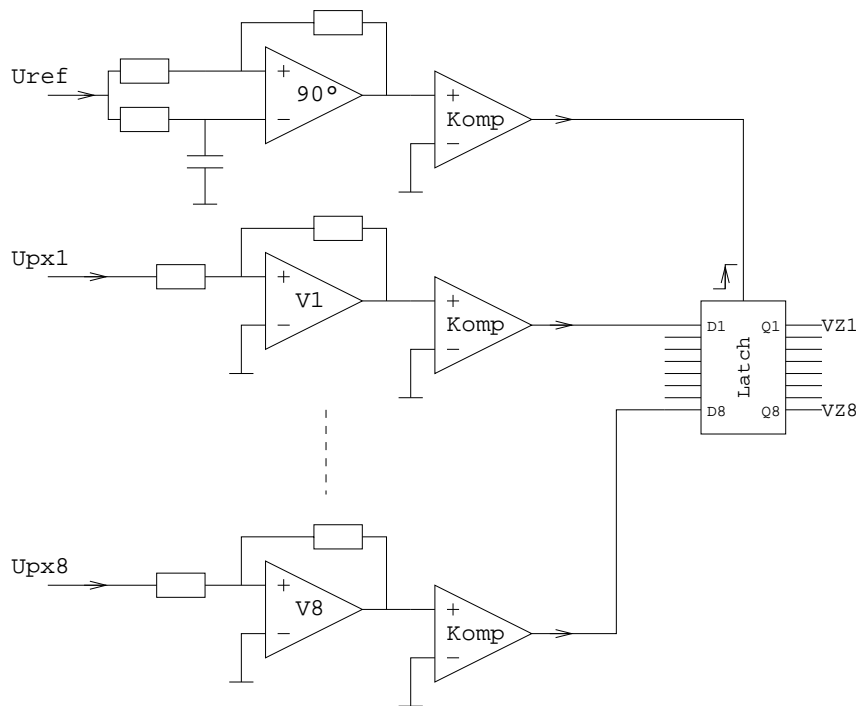 Uref
+
90°
−
+
Komp
−
Upx1
+
V1
−
+
Komp
−
D1
Q1
VZ1
Latch
D8
Q8
VZ8
Upx8
+
V8
−
+
Komp
−